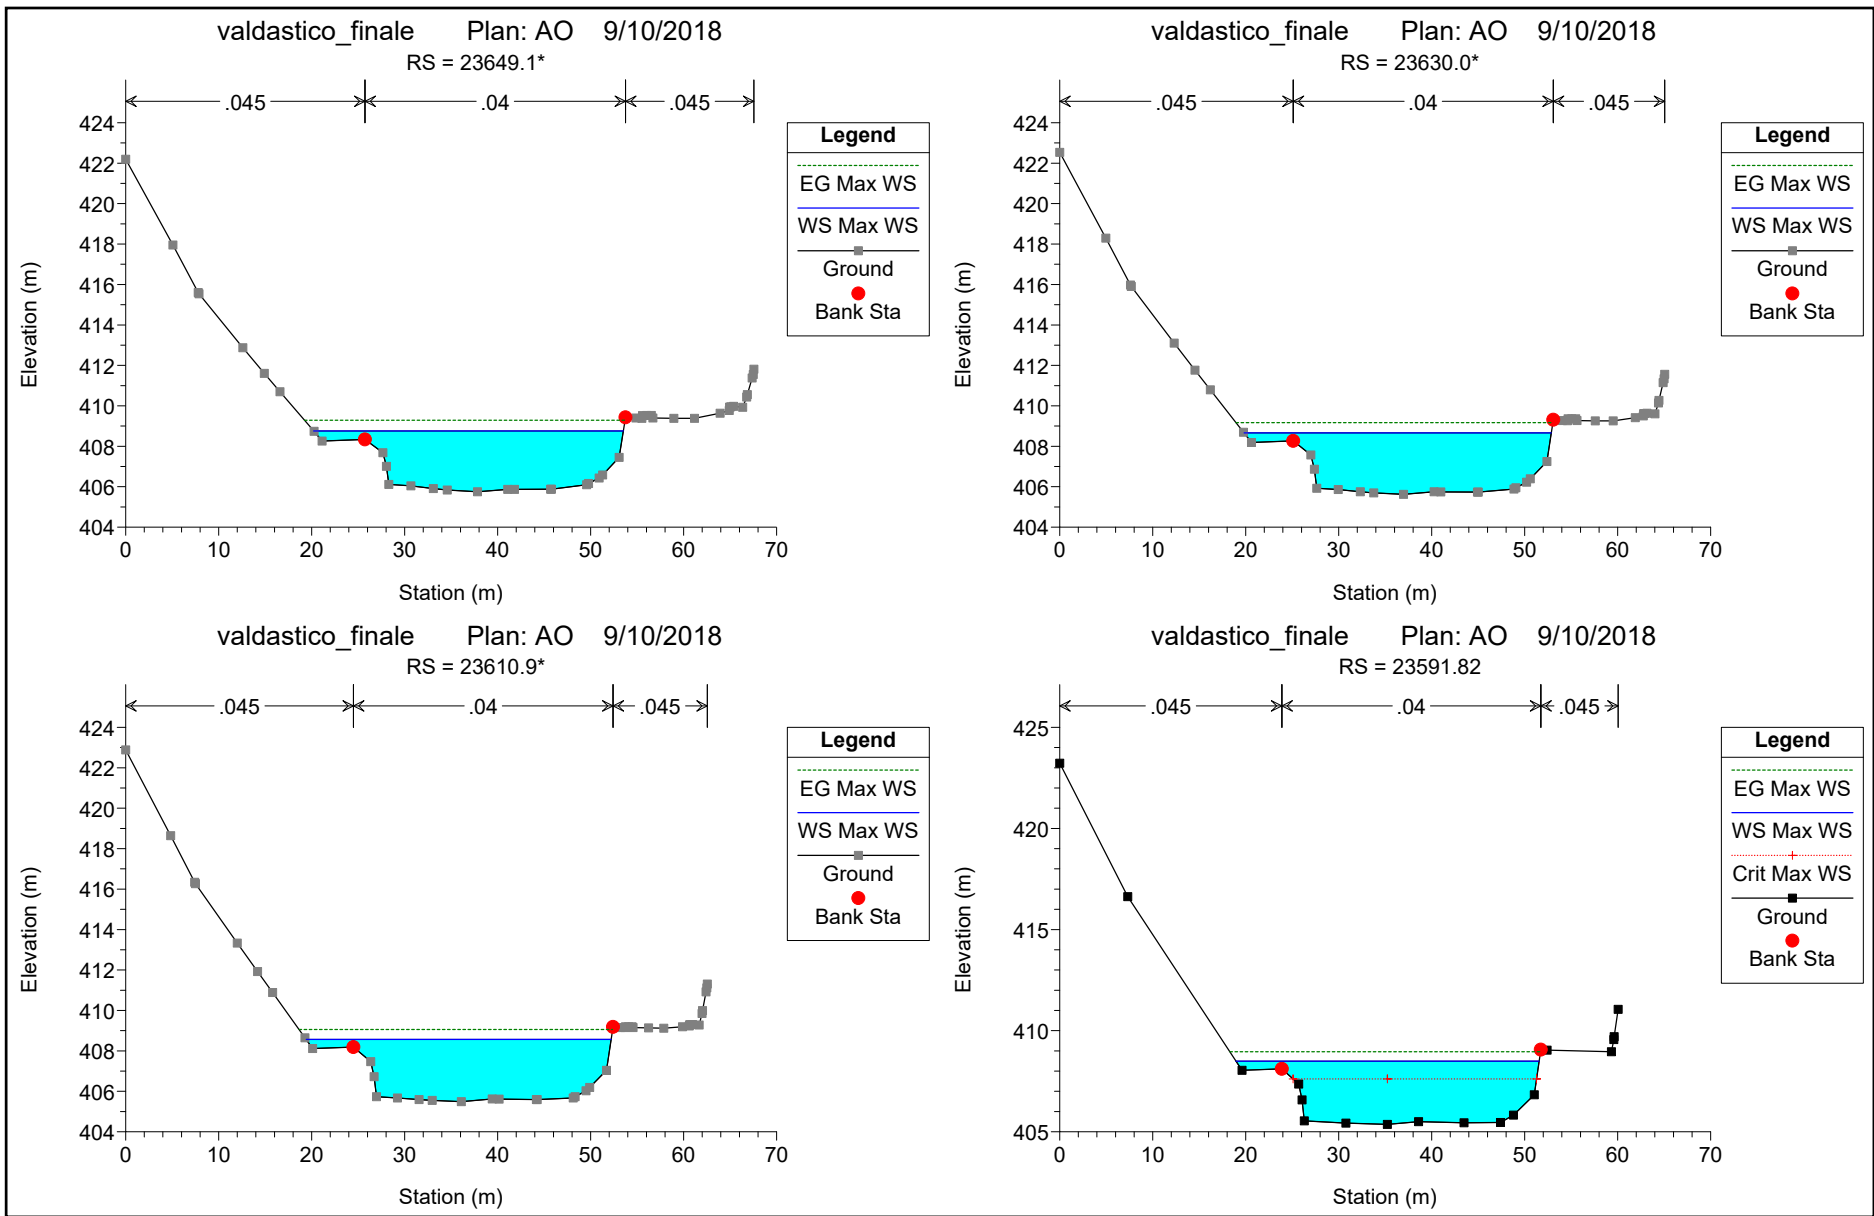 valdastico_finale Plan: AO 9/10/2018
RS = 23649.1*
.045 .04 .045
424
422
420
418
416
414
412
410
408
406
404
0 10 20 30 40 50 60 70
Elevation (m)
Station (m)
Legend
EG Max WS
WS Max WS
Ground
Bank Sta
valdastico_finale Plan: AO 9/10/2018
RS = 23630.0*
.045 .04 .045
424
422
420
418
416
414
412
410
408
406
404
0 10 20 30 40 50 60 70
Elevation (m)
Station (m)
Legend
EG Max WS
WS Max WS
Ground
Bank Sta
valdastico_finale Plan: AO 9/10/2018
RS = 23610.9*
.045 .04 .045
424
422
420
418
416
414
412
410
408
406
404
0 10 20 30 40 50 60 70
Elevation (m)
Station (m)
Legend
EG Max WS
WS Max WS
Ground
Bank Sta
valdastico_finale Plan: AO 9/10/2018
RS = 23591.82
.045 .04 .045
425
420
415
410
405
0 10 20 30 40 50 60 70
Elevation (m)
Station (m)
Legend
EG Max WS
WS Max WS
Crit Max WS
Ground
Bank Sta